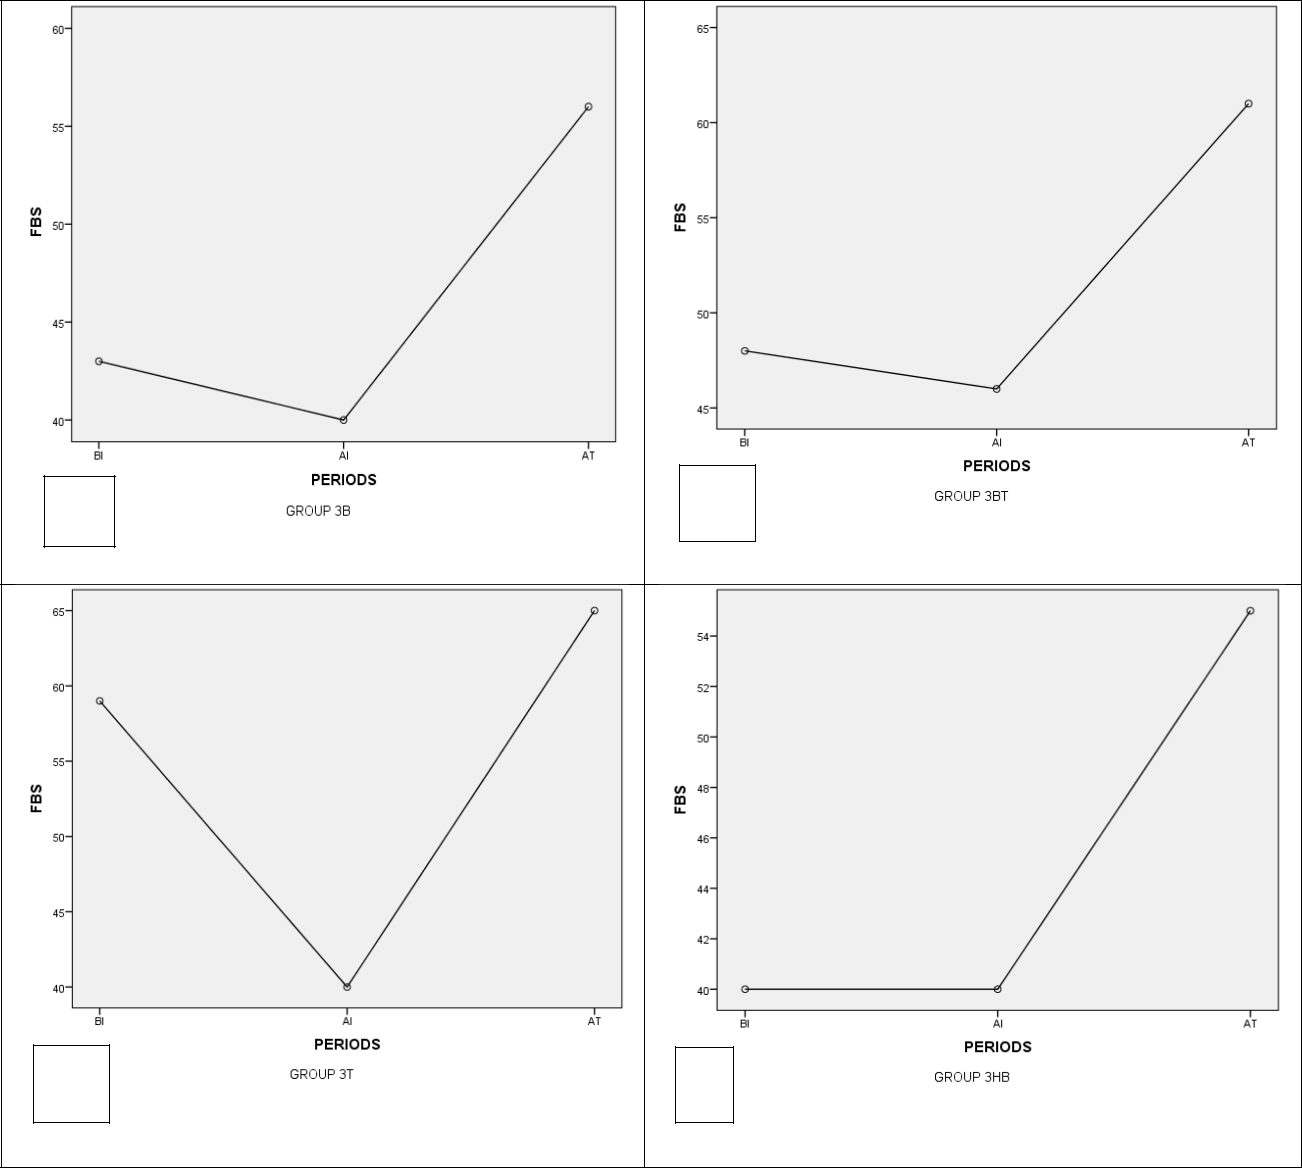 60
55
50
45
40
FBS
BI AI AT
PERIODS
GROUP 3B
65
60
55
50
45
FBS
BI AI AT
PERIODS
GROUP 3BT
65
60
55
50
45
40
FBS
BI AI AT
PERIODS
GROUP 3T
54
52
50
48
46
44
42
40
FBS
BI AI AT
PERIODS
GROUP 3HB